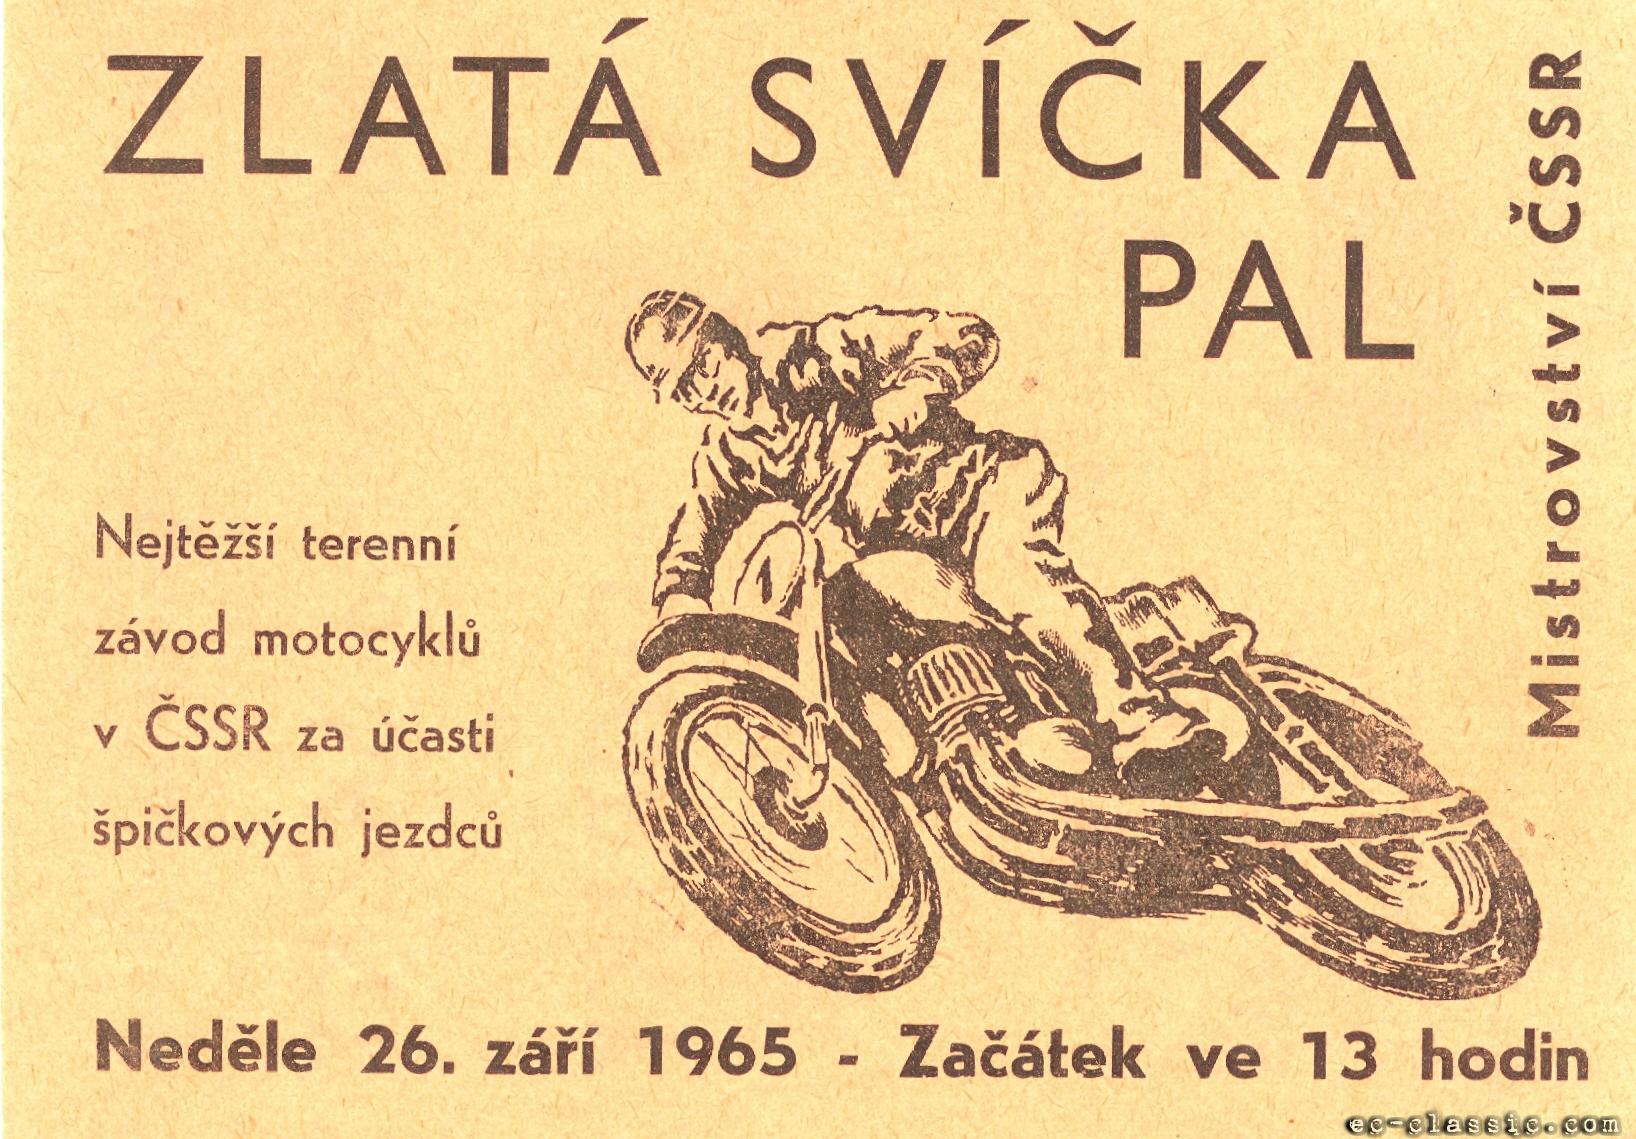 ZLATÁ SVÍČKA
PAL
Mistrovství ČSSR
Nejtěžší terenní
závod motocyklů
v ČSSR za účasti
špičkových jezdců
1
Neděle 26. září 1965 - Začátek ve 13 hodin
ec-classic.com